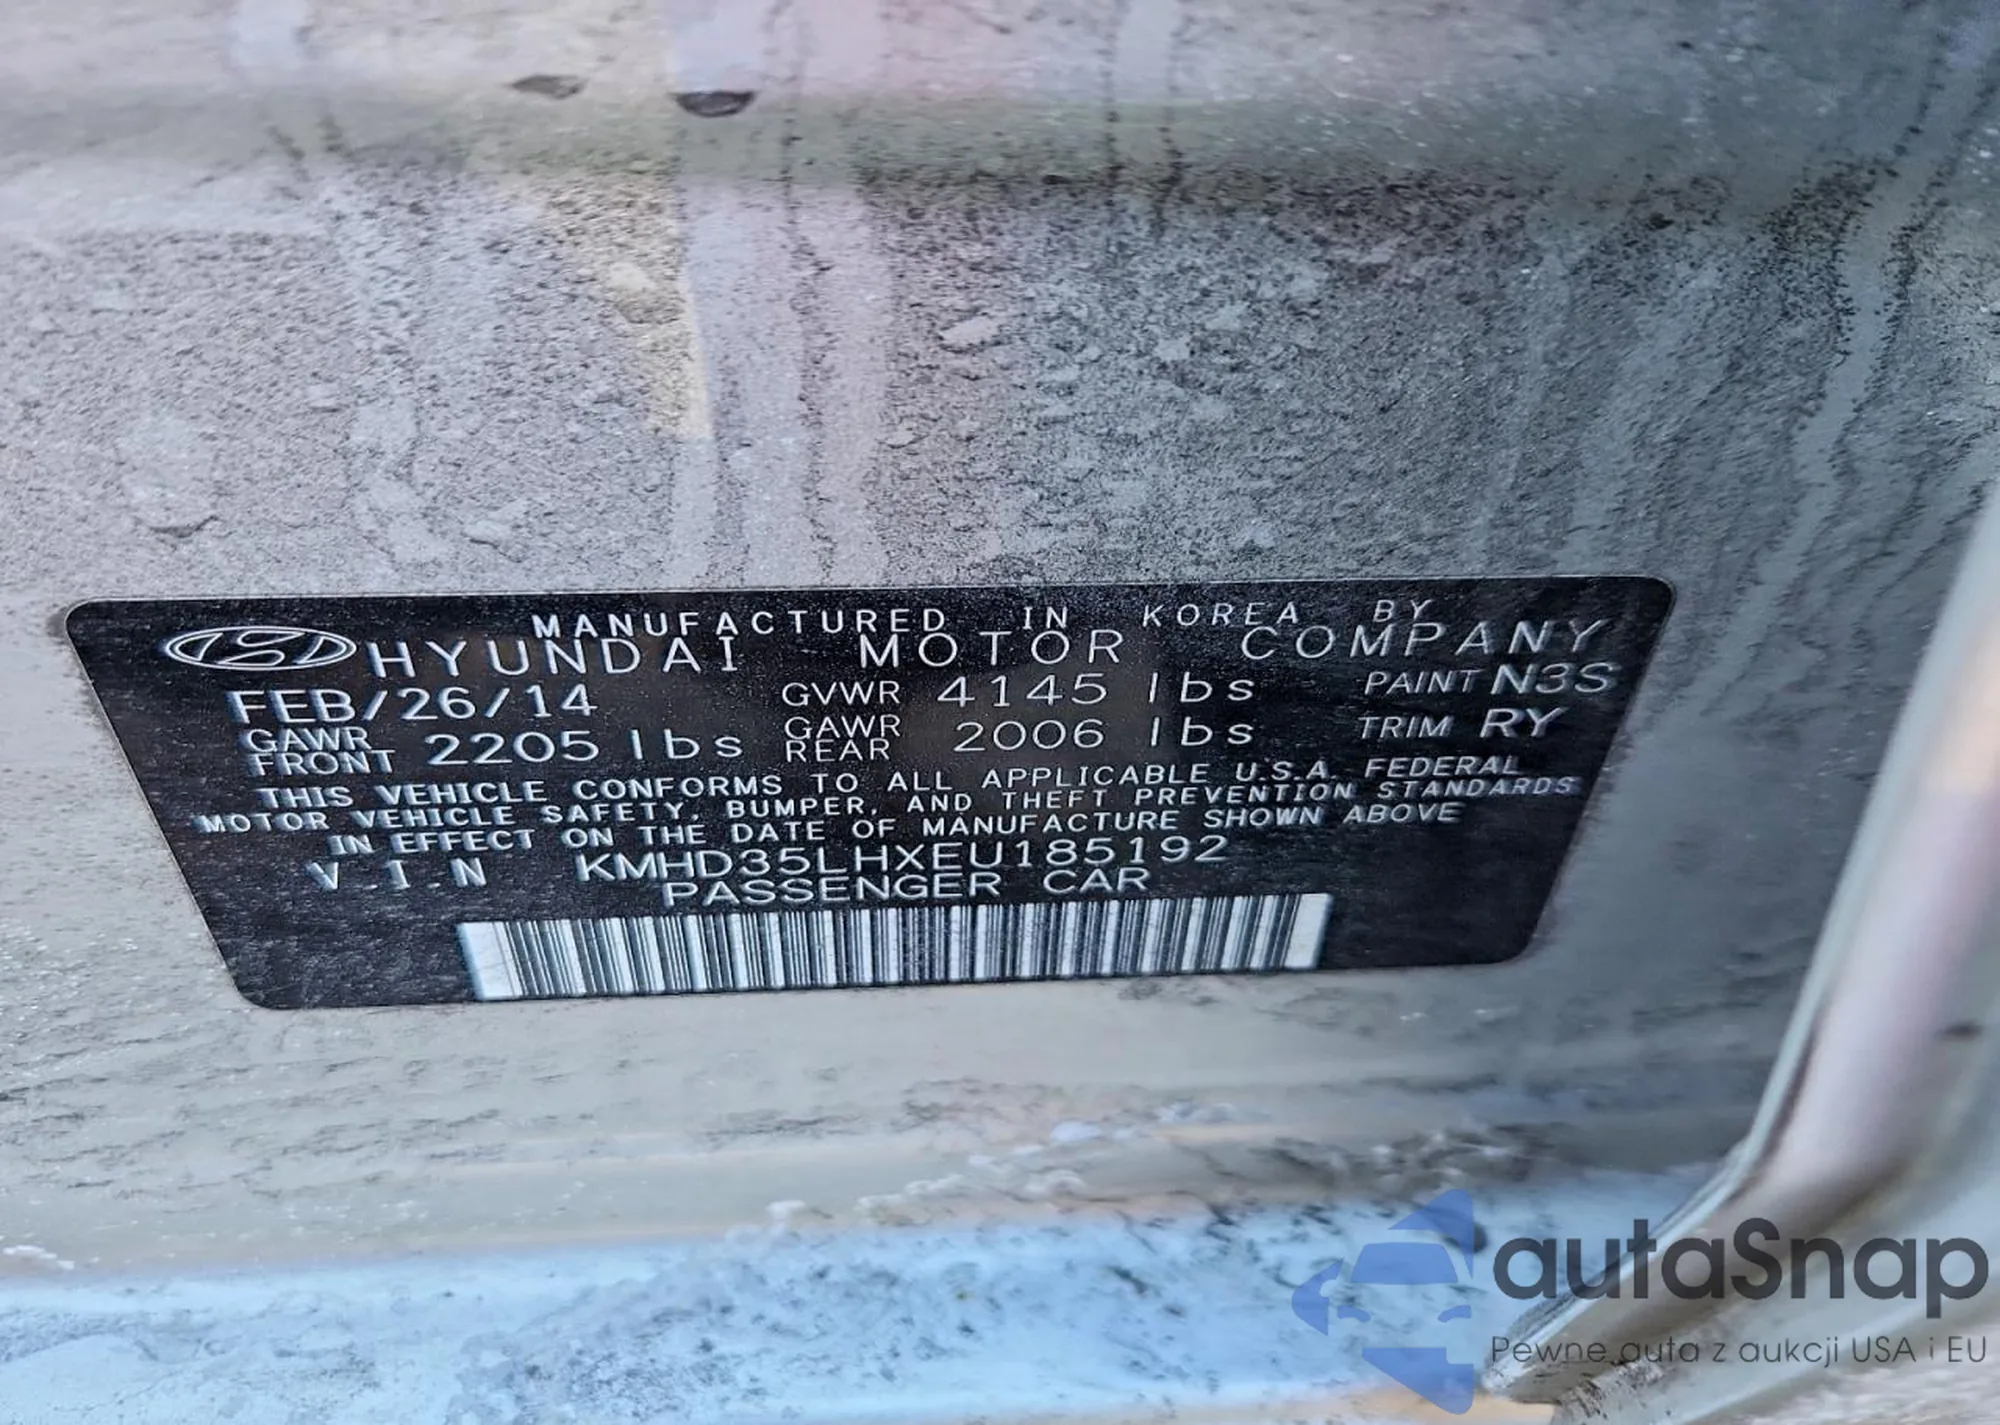 MANUFACTURED IN KOREA BY
HYUNDAI MOTOR COMPANY
FEB/26/14 GVWR 4145 lbs PAINT N3S
GAWR FRONT 2205 lbs GAWR REAR 2006 lbs TRIM RY
THIS VEHICLE CONFORMS TO ALL APPLICABLE U.S.A. FEDERAL
MOTOR VEHICLE SAFETY, BUMPER, AND THEFT PREVENTION STANDARDS
IN EFFECT ON THE DATE OF MANUFACTURE SHOWN ABOVE
V.I.N KMHD35LHXEU185192
PASSENGER CAR
autaSnap
Pewne auta z aukcji USA i EU